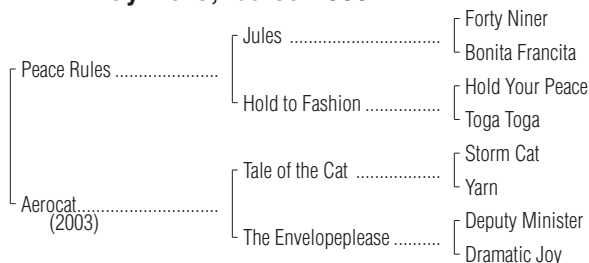 Forty Niner
Jules ................................
Bonita Francita
Peace Rules ......................
Hold Your Peace
Hold to Fashion ................
Toga Toga
Storm Cat
Tale of the Cat ..................
Yarn
Aerocat..............................
(2003)
Deputy Minister
The Envelopeplease ..........
Dramatic Joy